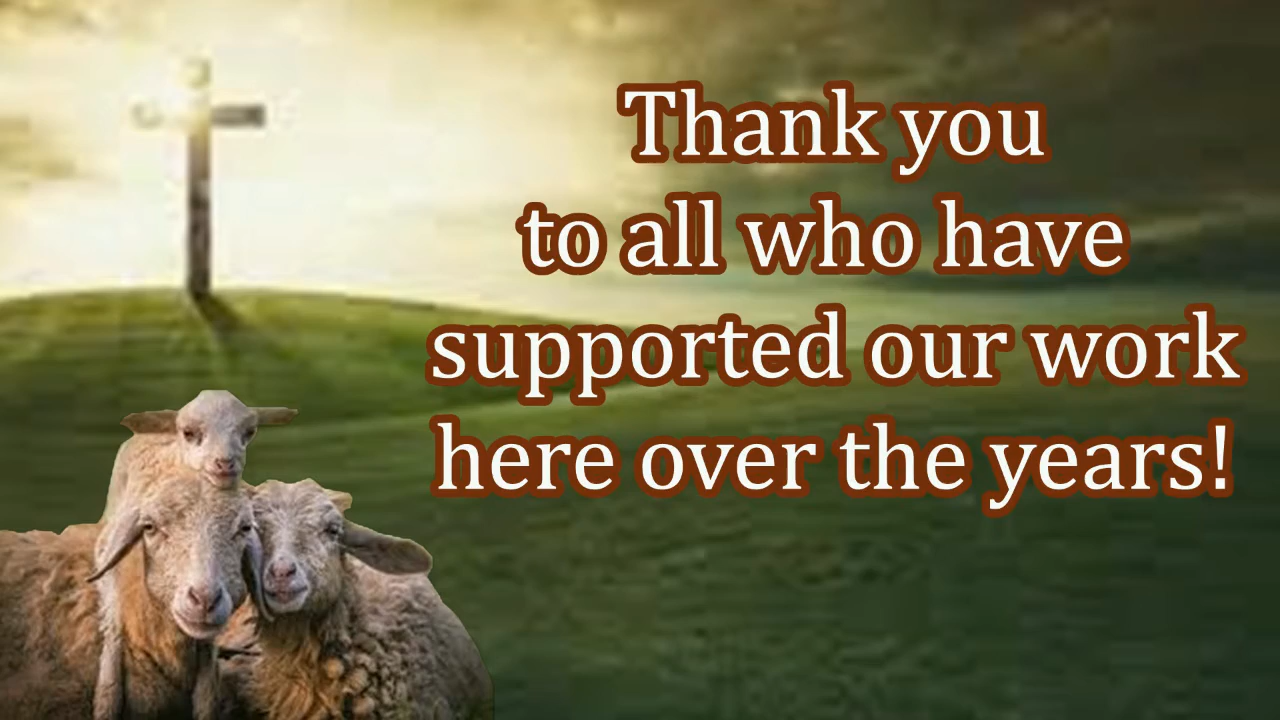 Thank you
to all who have
supported our work
here over the years!